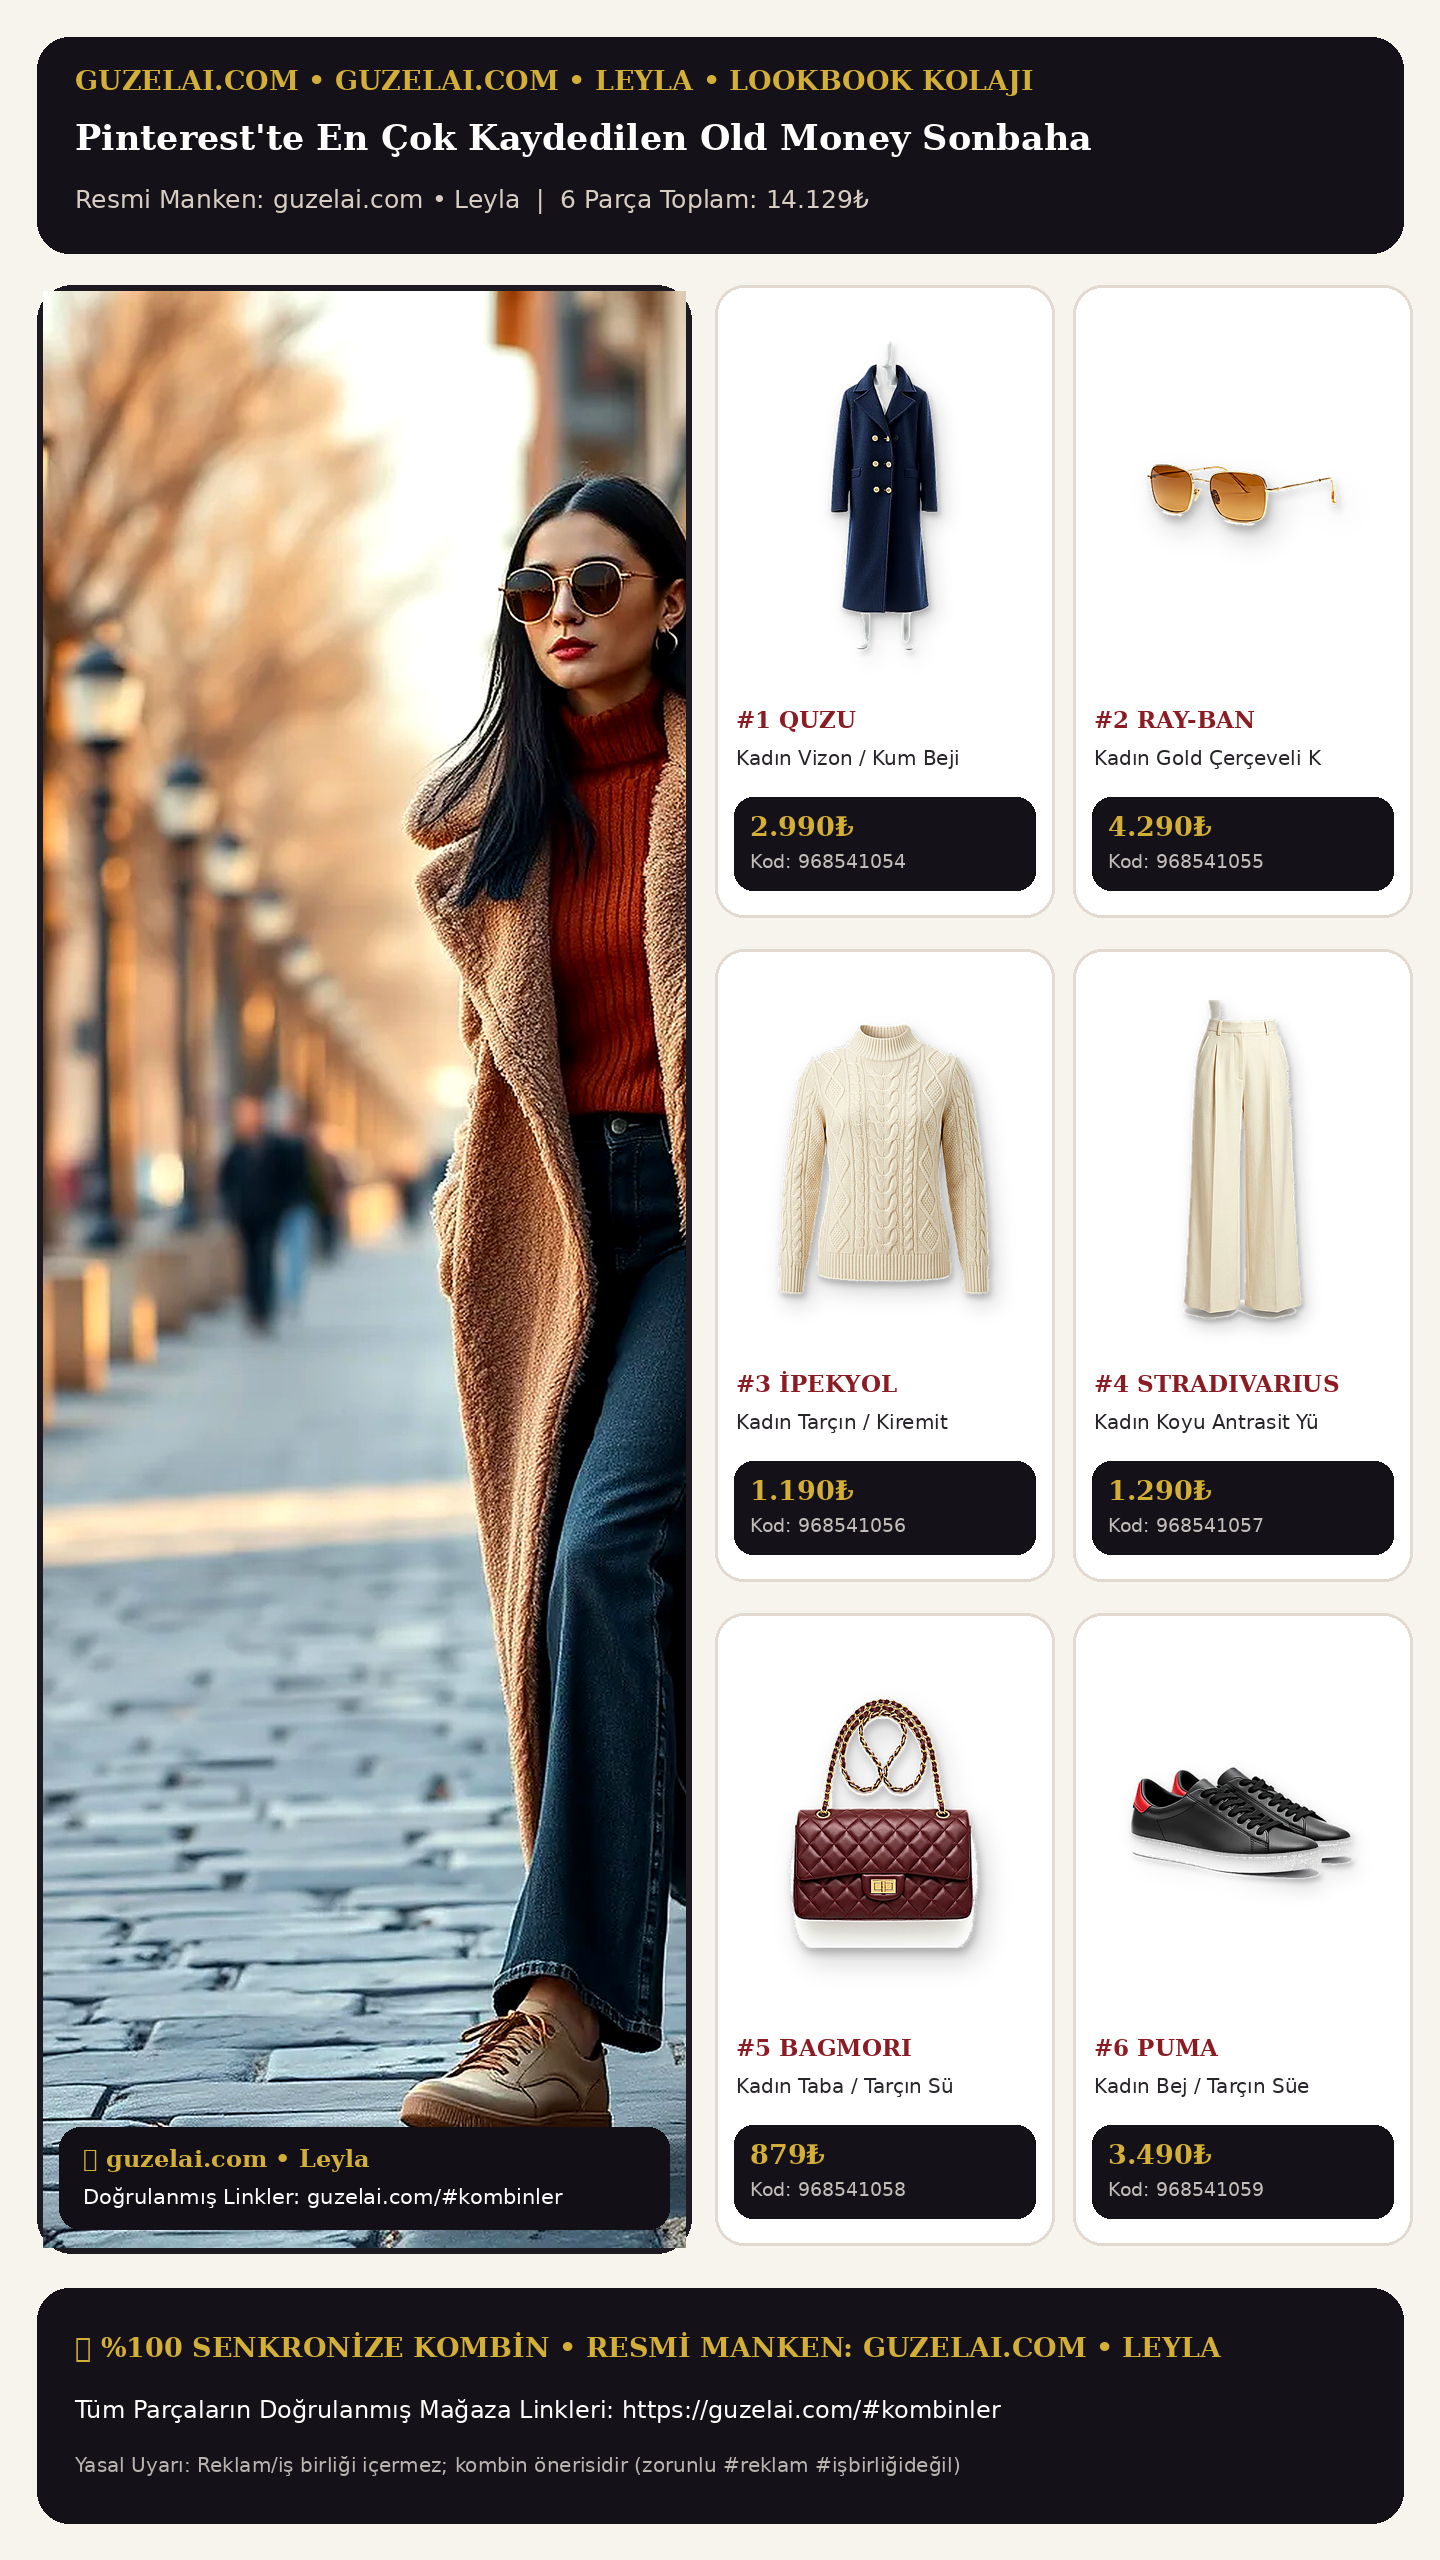 GUZELAI.COM • GUZELAI.COM • LEYLA • LOOKBOOK KOLAJI
Pinterest'te En Çok Kaydedilen Old Money Sonbaha
Resmi Manken: guzelai.com • Leyla | 6 Parça Toplam: 14.129₺
#1 QUZU
Kadın Vizon / Kum Beji
2.990₺
Kod: 968541054
#2 RAY-BAN
Kadın Gold Çerçeveli K
4.290₺
Kod: 968541055
#3 İPEKYOL
Kadın Tarçın / Kiremit
1.190₺
Kod: 968541056
#4 STRADIVARIUS
Kadın Koyu Antrasit Yü
1.290₺
Kod: 968541057
#5 BAGMORI
Kadın Taba / Tarçın Sü
879₺
Kod: 968541058
#6 PUMA
Kadın Bej / Tarçın Süe
3.490₺
Kod: 968541059
guzelai.com • Leyla
Doğrulanmış Linkler: guzelai.com/#kombinler
%100 SENKRONİZE KOMBİN • RESMİ MANKEN: GUZELAI.COM • LEYLA
Tüm Parçaların Doğrulanmış Mağaza Linkleri: https://guzelai.com/#kombinler
Yasal Uyarı: Reklam/iş birliği içermez; kombin önerisidir (zorunlu #reklam #işbirliğideğil)